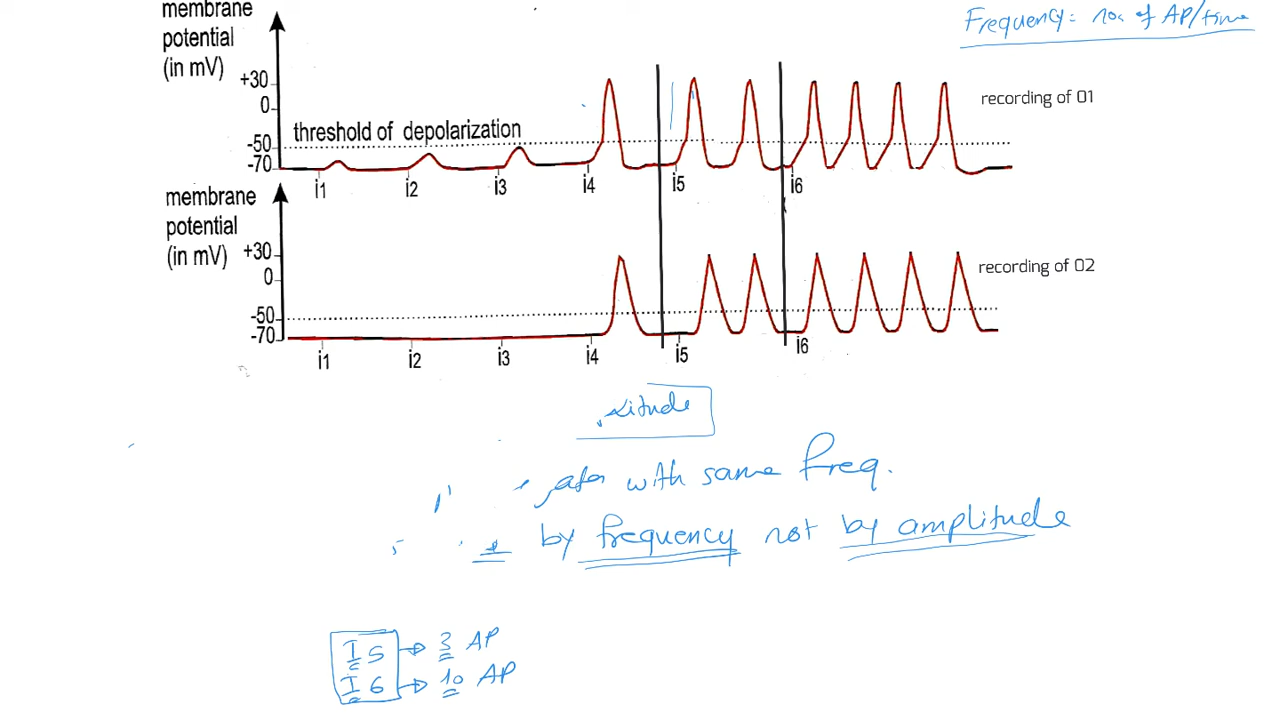 Frequency: no. of AP/time
membrane
potential
(in mV)
+30
0
-50
-70
threshold of depolarization
recording of O1
i1 i2 i3 i4 i5 i6
membrane
potential
(in mV)
+30
0
-50
-70
recording of O2
i1 i2 i3 i4 i5 i6
with same freq.
by frequency not by amplitude
I5 → 3 AP
I6 → 10 AP